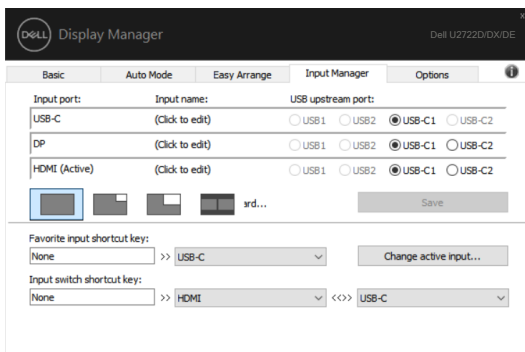 DELL Display Manager
Dell U2722D/DX/DE
x
Basic Auto Mode Easy Arrange Input Manager Options i
Input port: Input name: USB upstream port:
USB-C (Click to edit) USB1 USB2 USB-C1 USB-C2
DP (Click to edit) USB1 USB2 USB-C1 USB-C2
HDMI (Active) (Click to edit) USB1 USB2 USB-C1 USB-C2
ard... Save
Favorite input shortcut key:
None >> USB-C Change active input...
Input switch shortcut key:
None >> HDMI <<>> USB-C